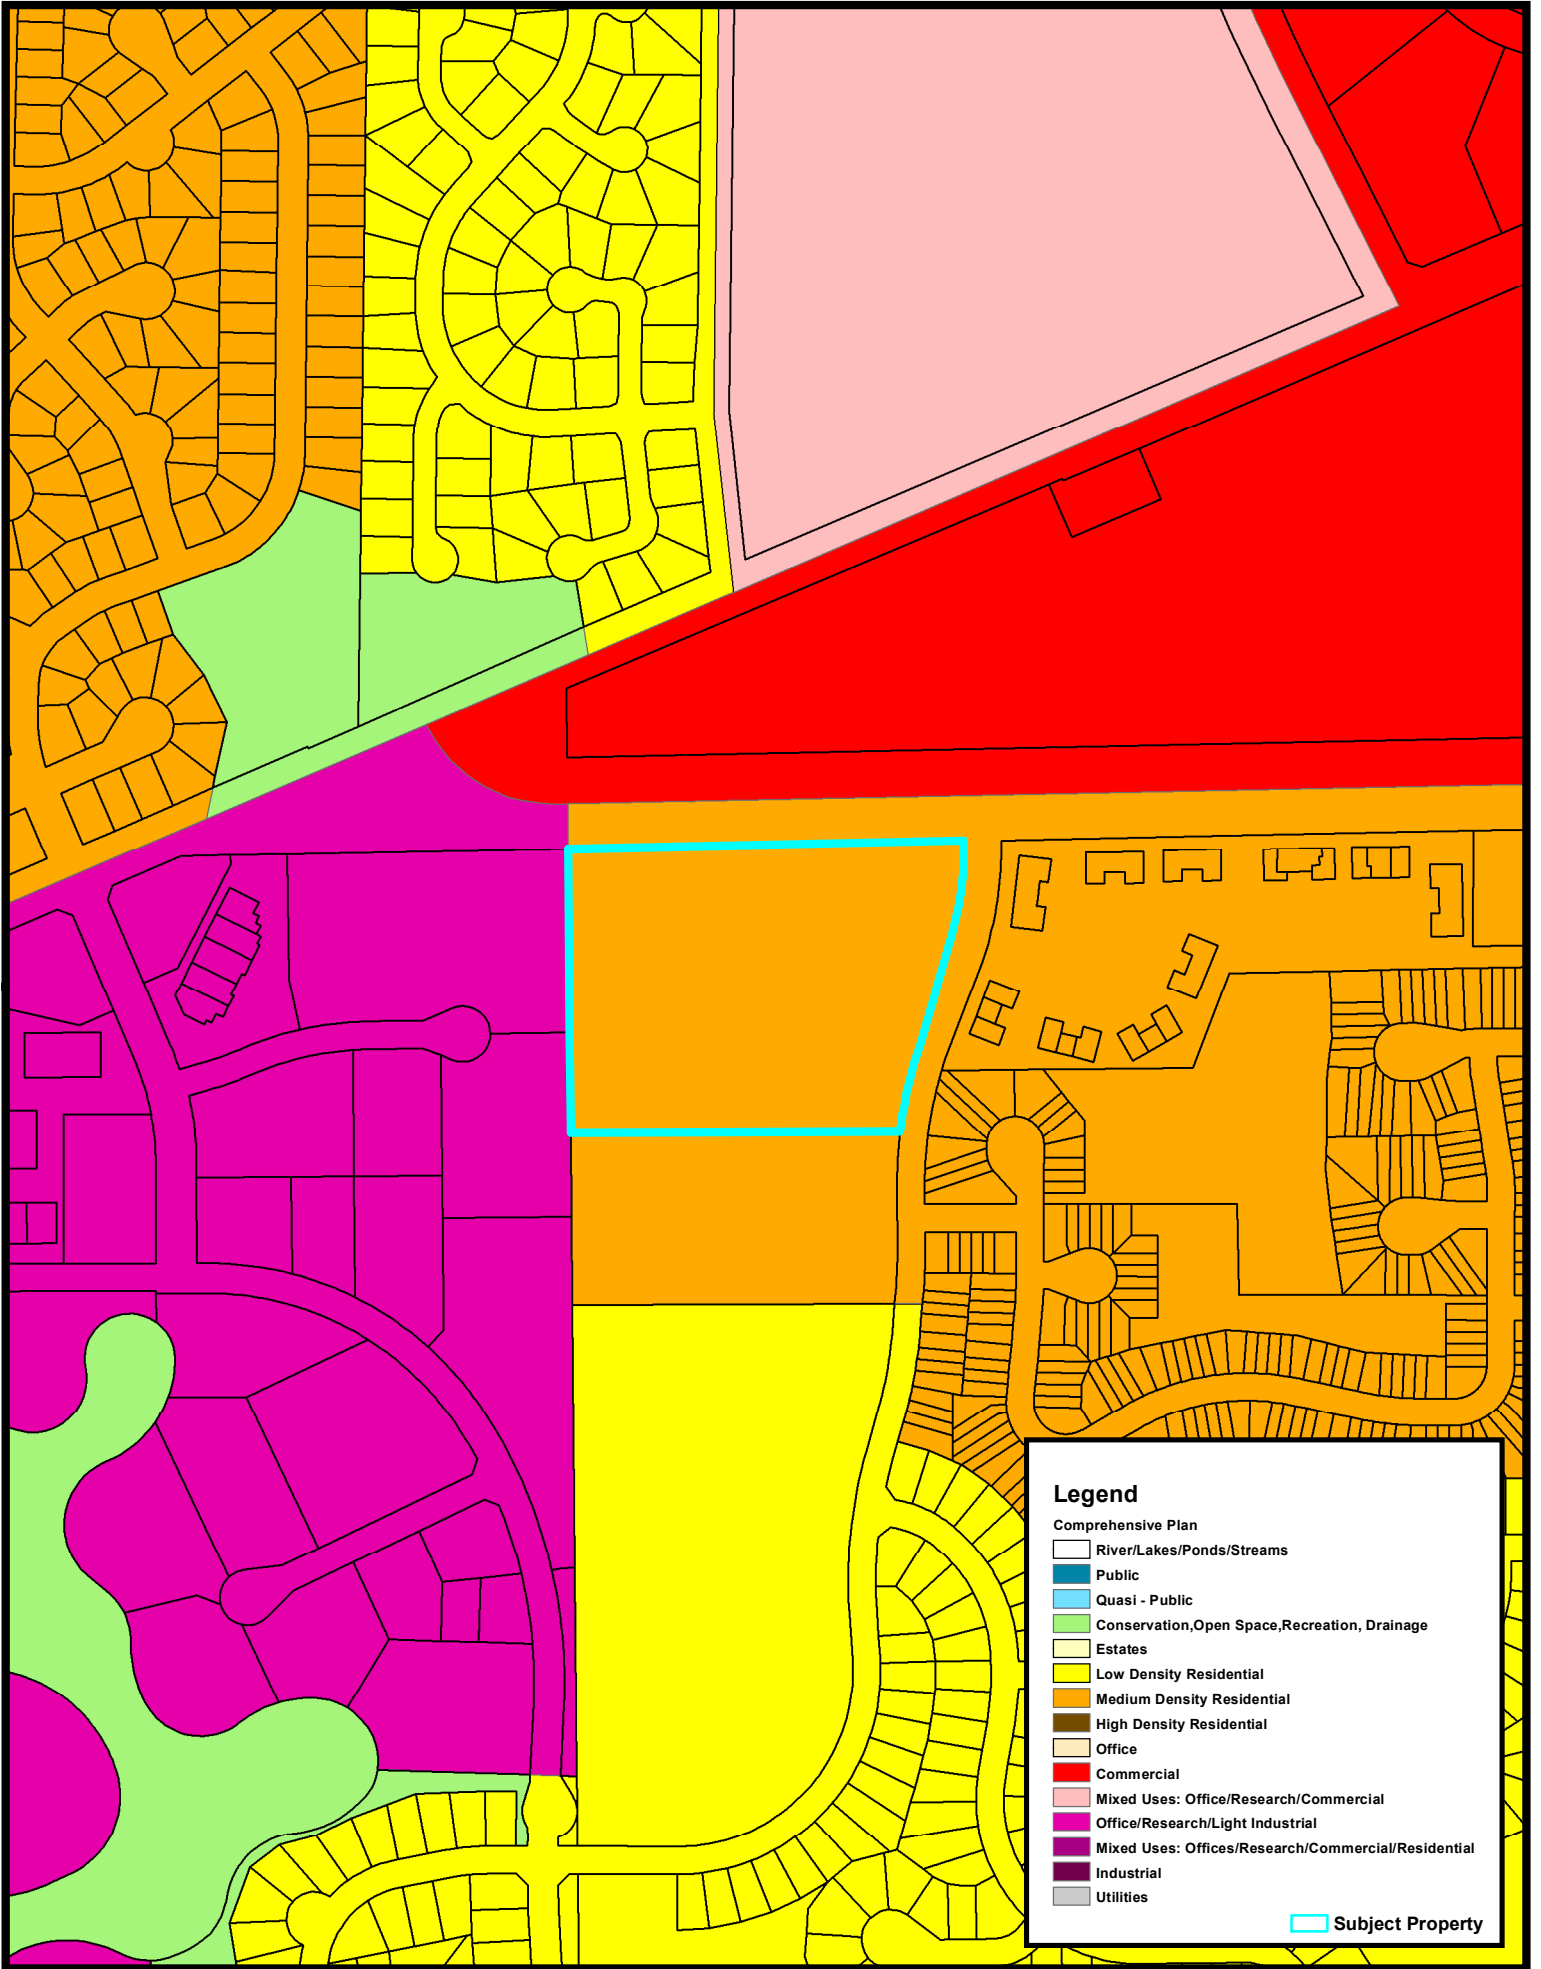 Legend
Comprehensive Plan
River/Lakes/Ponds/Streams
Public
Quasi - Public
Conservation,Open Space,Recreation, Drainage
Estates
Low Density Residential
Medium Density Residential
High Density Residential
Office
Commercial
Mixed Uses: Office/Research/Commercial
Office/Research/Light Industrial
Mixed Uses: Offices/Research/Commercial/Residential
Industrial
Utilities
Subject Property